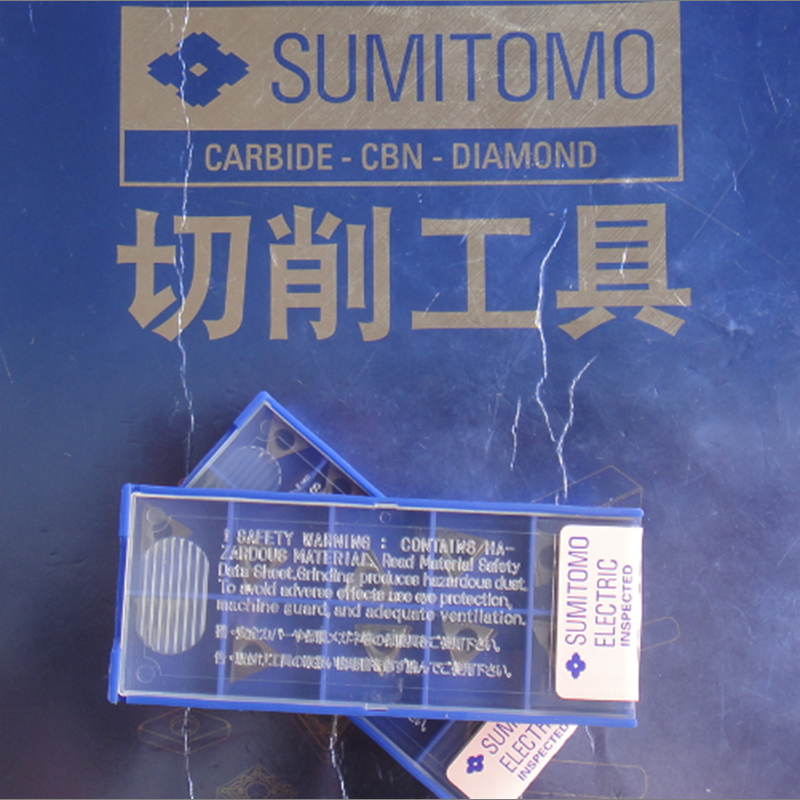 SUMITOMO
CARBIDE - CBN - DIAMOND
切削工具
! SAFETY WARNING : CONTAINS HA-
ZARDOUS MATERIAL. Read Material Safety
Data Sheet. Grinding produces hazardous dust.
To avoid adverse effects use eye protection,
machine guard, and adequate ventilation.
SUMITOMO
ELECTRIC
INSPECTED
SUMITOMO
ELECTRIC
INSPECTED